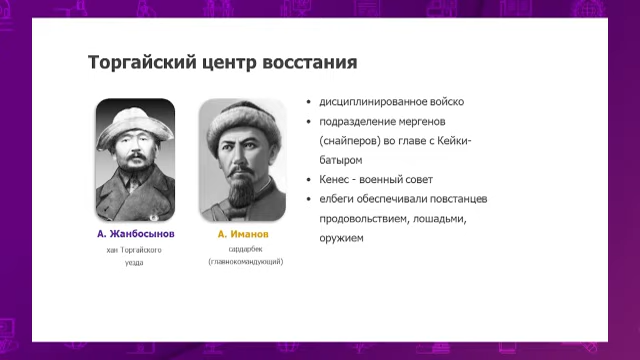 Торгайский центр восстания
дисциплинированное войско
подразделение мергенов
(снайперов) во главе с Кейки-
батыром
Кенес - военный совет
елбеги обеспечивали повстанцев
продовольствием, лошадьми,
оружием
А. Жанбосынов
хан Торгайского
уезда
А. Иманов
сардарбек
(главнокомандующий)